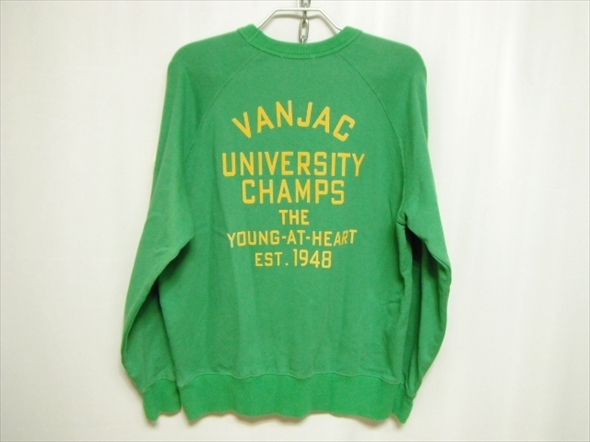 VANJAC
UNIVERSITY
CHAMPS
THE
YOUNG-AT-HEART
EST. 1948